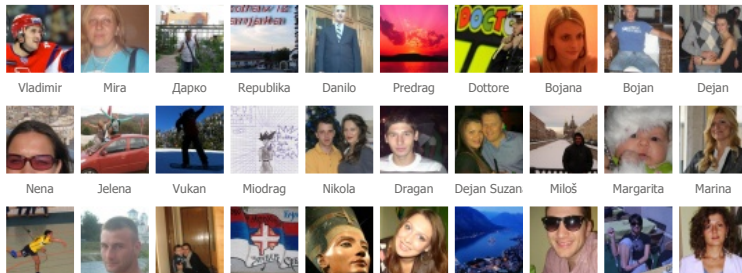 DOCT
Vladimir
Mira
Дарко
Republika
Danilo
Predrag
Dottore
Bojana
Bojan
Dejan
Nena
Jelena
Vukan
Miodrag
Nikola
Dragan
Dejan Suzan
Miloš
Margarita
Marina